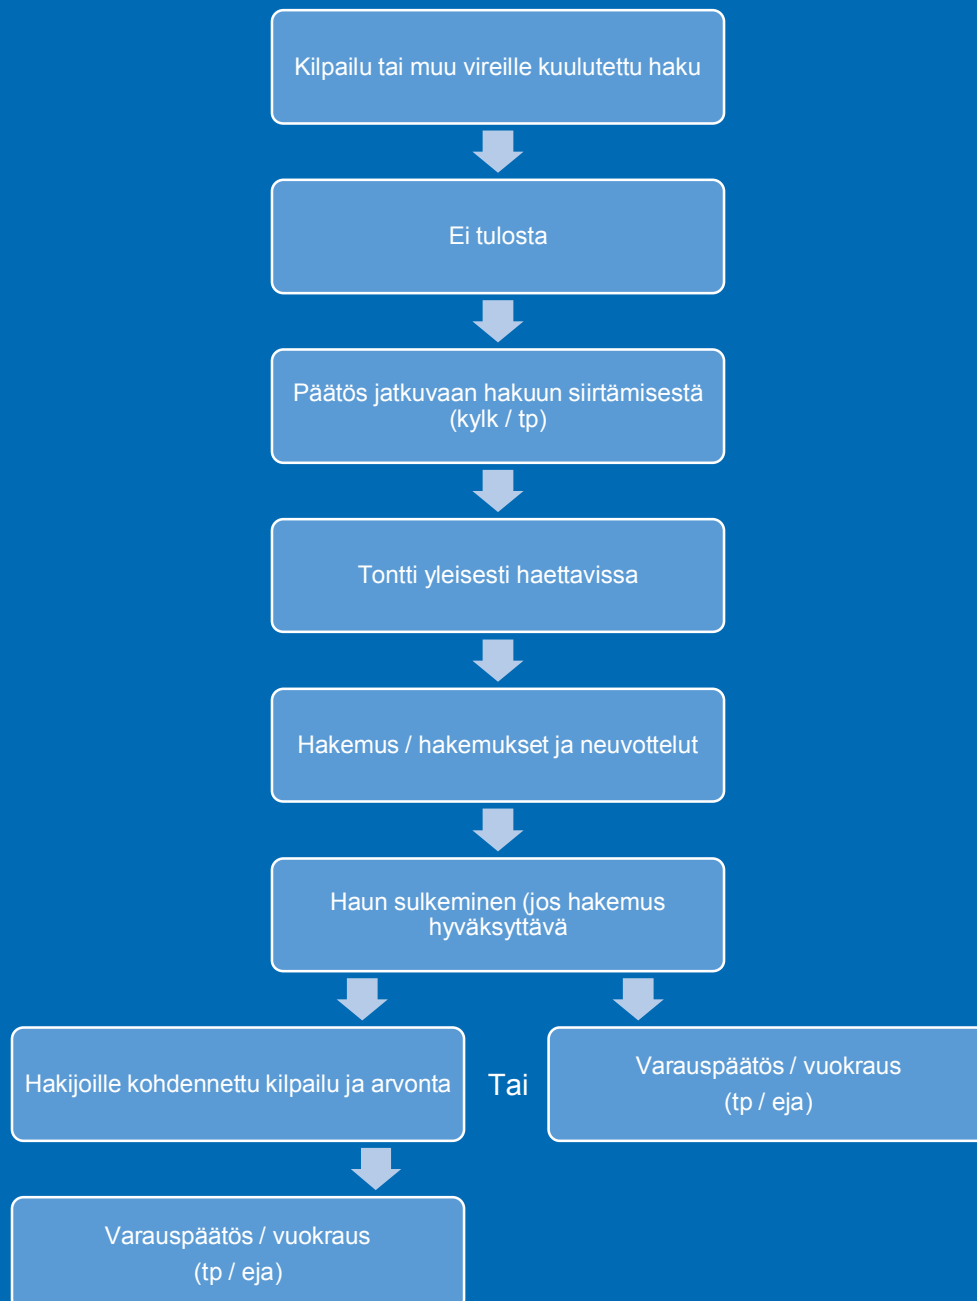 Kilpailu tai muu vireille kuulutettu haku
Ei tulosta
Päätös jatkuvaan hakuun siirtämisestä
(kylk / tp)
Tontti yleisesti haettavissa
Hakemus / hakemukset ja neuvottelut
Haun sulkeminen (jos hakemus
hyväksyttävä
Hakijoille kohdennettu kilpailu ja arvonta
Tai
Varauspäätös / vuokraus
(tp / eja)
Varauspäätös / vuokraus
(tp / eja)